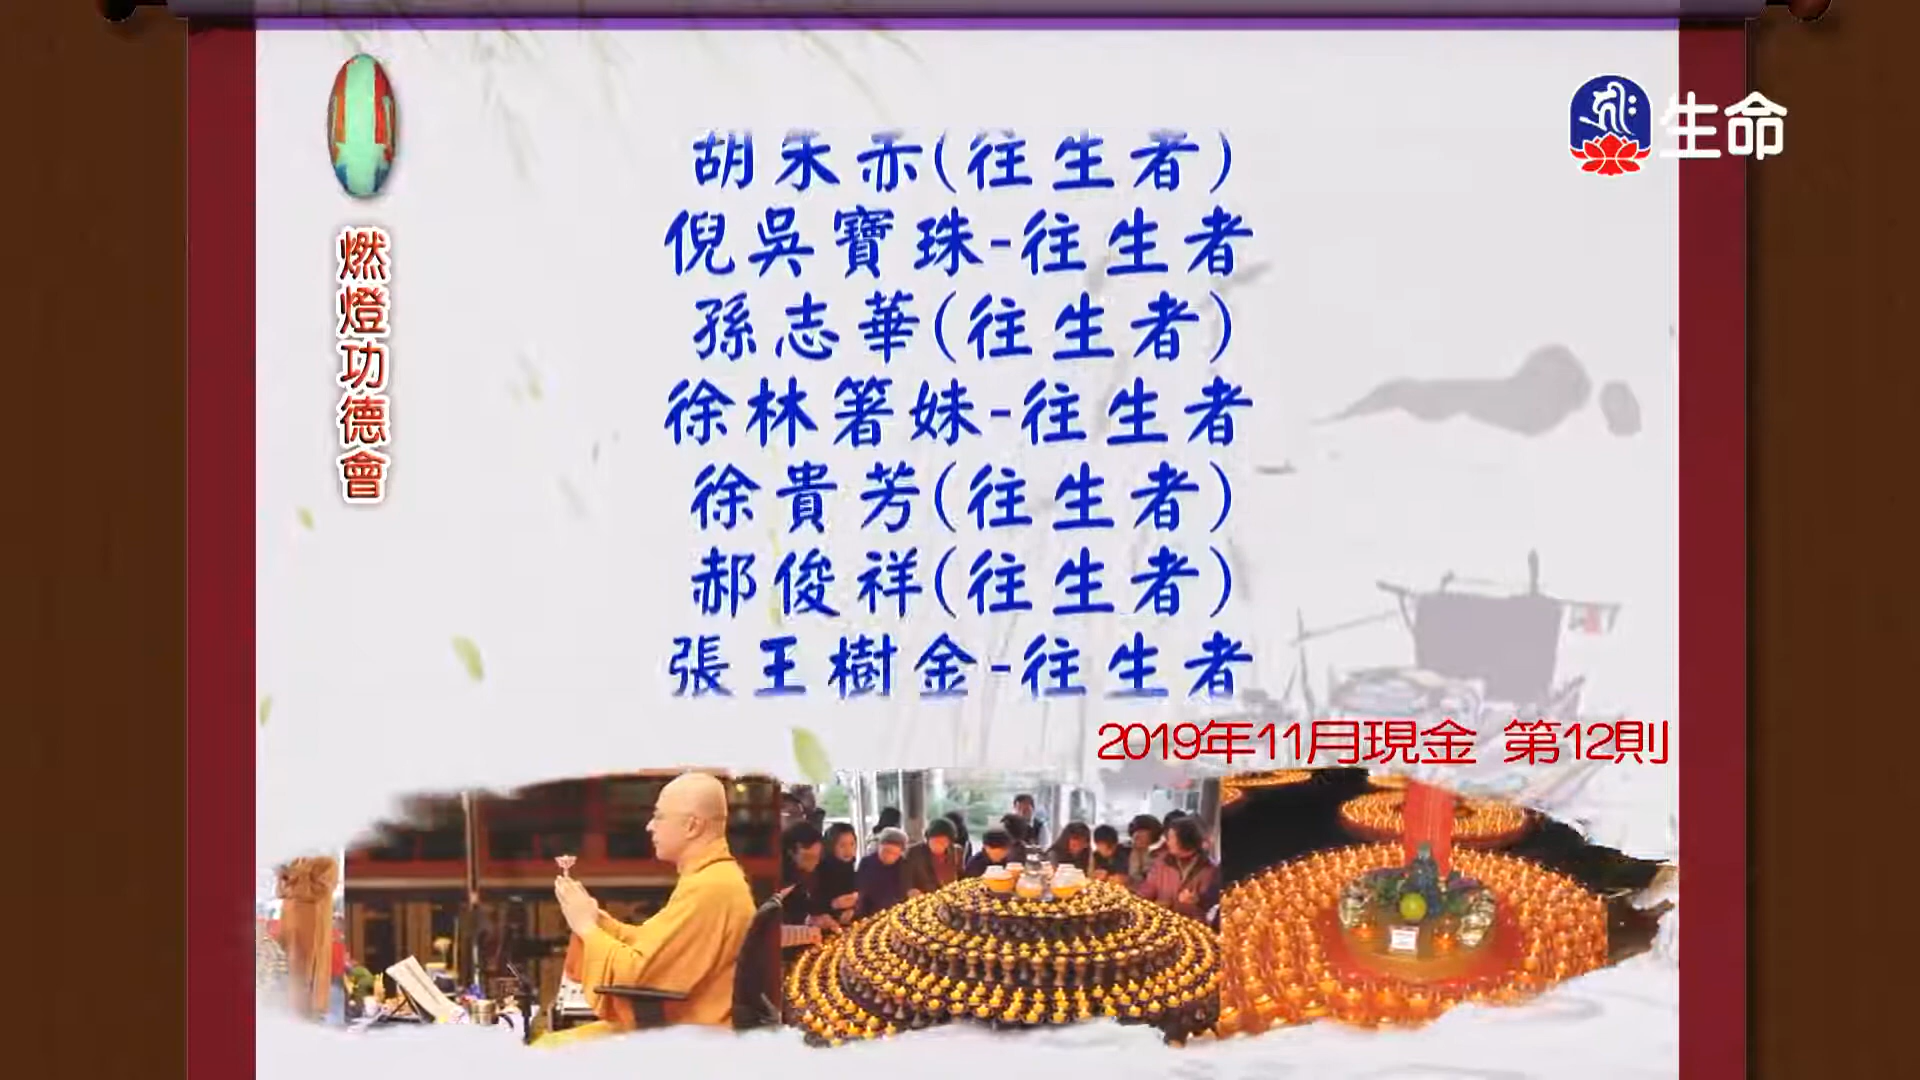 生命
燃燈功德會
胡朱赤(往生者)
倪吳寶珠-往生者
孫志華(往生者)
徐林箸妹-往生者
徐貴芳(往生者)
郝俊祥(往生者)
張王樹金-往生者
2019年11月現金 第12則